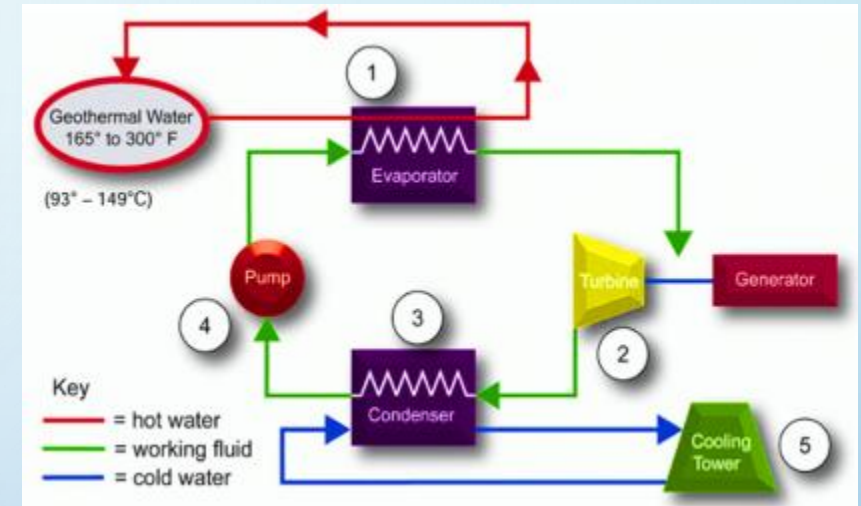 1
Geothermal Water
165° to 300° F
Evaporator
(93° – 149°C)
Pump
Turbine
Generator
4
3
2
Key
Condenser
= hot water
= working fluid
= cold water
Cooling
Tower
5